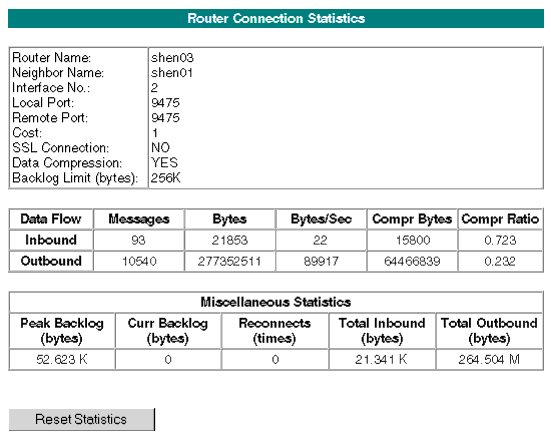 Router Connection Statistics
Router Name: shen03
Neighbor Name: shen01
Interface No.: 2
Local Port: 9475
Remote Port: 9475
Cost: 1
SSL Connection: NO
Data Compression: YES
Backlog Limit (bytes): 256K
Data Flow Messages Bytes Bytes/Sec Compr Bytes Compr Ratio
Inbound 93 21853 22 15800 0.723
Outbound 10540 277352511 89917 64466839 0.232
Miscellaneous Statistics
Peak Backlog (bytes) Curr Backlog (bytes) Reconnects (times) Total Inbound (bytes) Total Outbound (bytes)
52.623 K 0 0 21.341 K 264.504 M
Reset Statistics